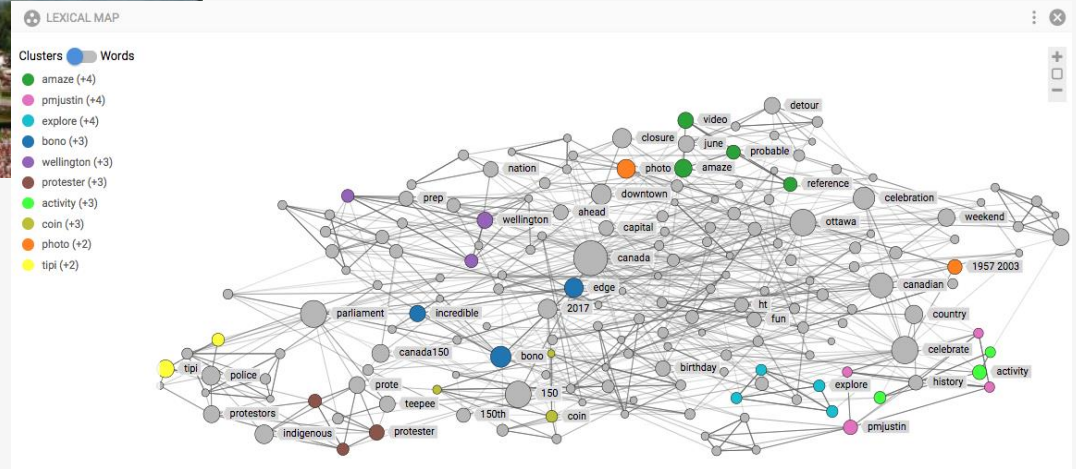 LEXICAL MAP
Clusters Words
amaze (+4)
pmjustin (+4)
explore (+4)
bono (+3)
wellington (+3)
protester (+3)
activity (+3)
coin (+3)
photo (+2)
tipi (+2)
detour
video
closure
june
probable
nation
photo
amaze
reference
prep
downtown
celebration
wellington
ahead
capital
ottawa
weekend
canada
1957 2003
edge
canadian
parliament
incredible
2017
ht
fun
country
canada150
bono
celebrate
tipi
police
birthday
activity
prote
150
explore
history
protestors
teepee
150th
coin
indigenous
protester
pmjustin